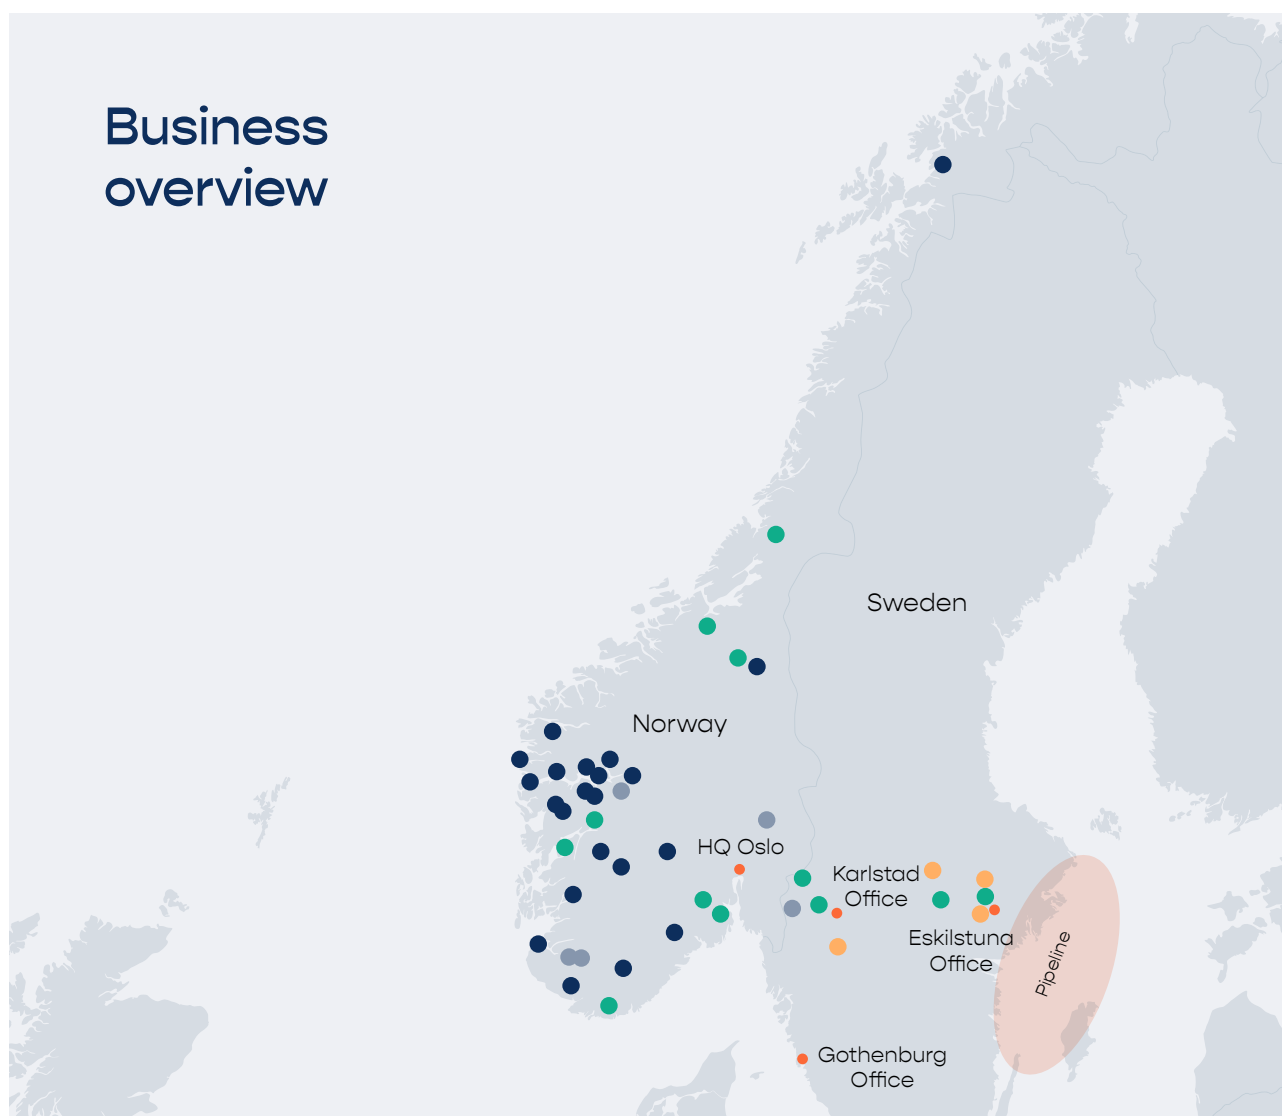 Business
overview
Sweden
Norway
HQ Oslo
Karlstad
Office
Eskilstuna
Office
Pipeline
Gothenburg
Office